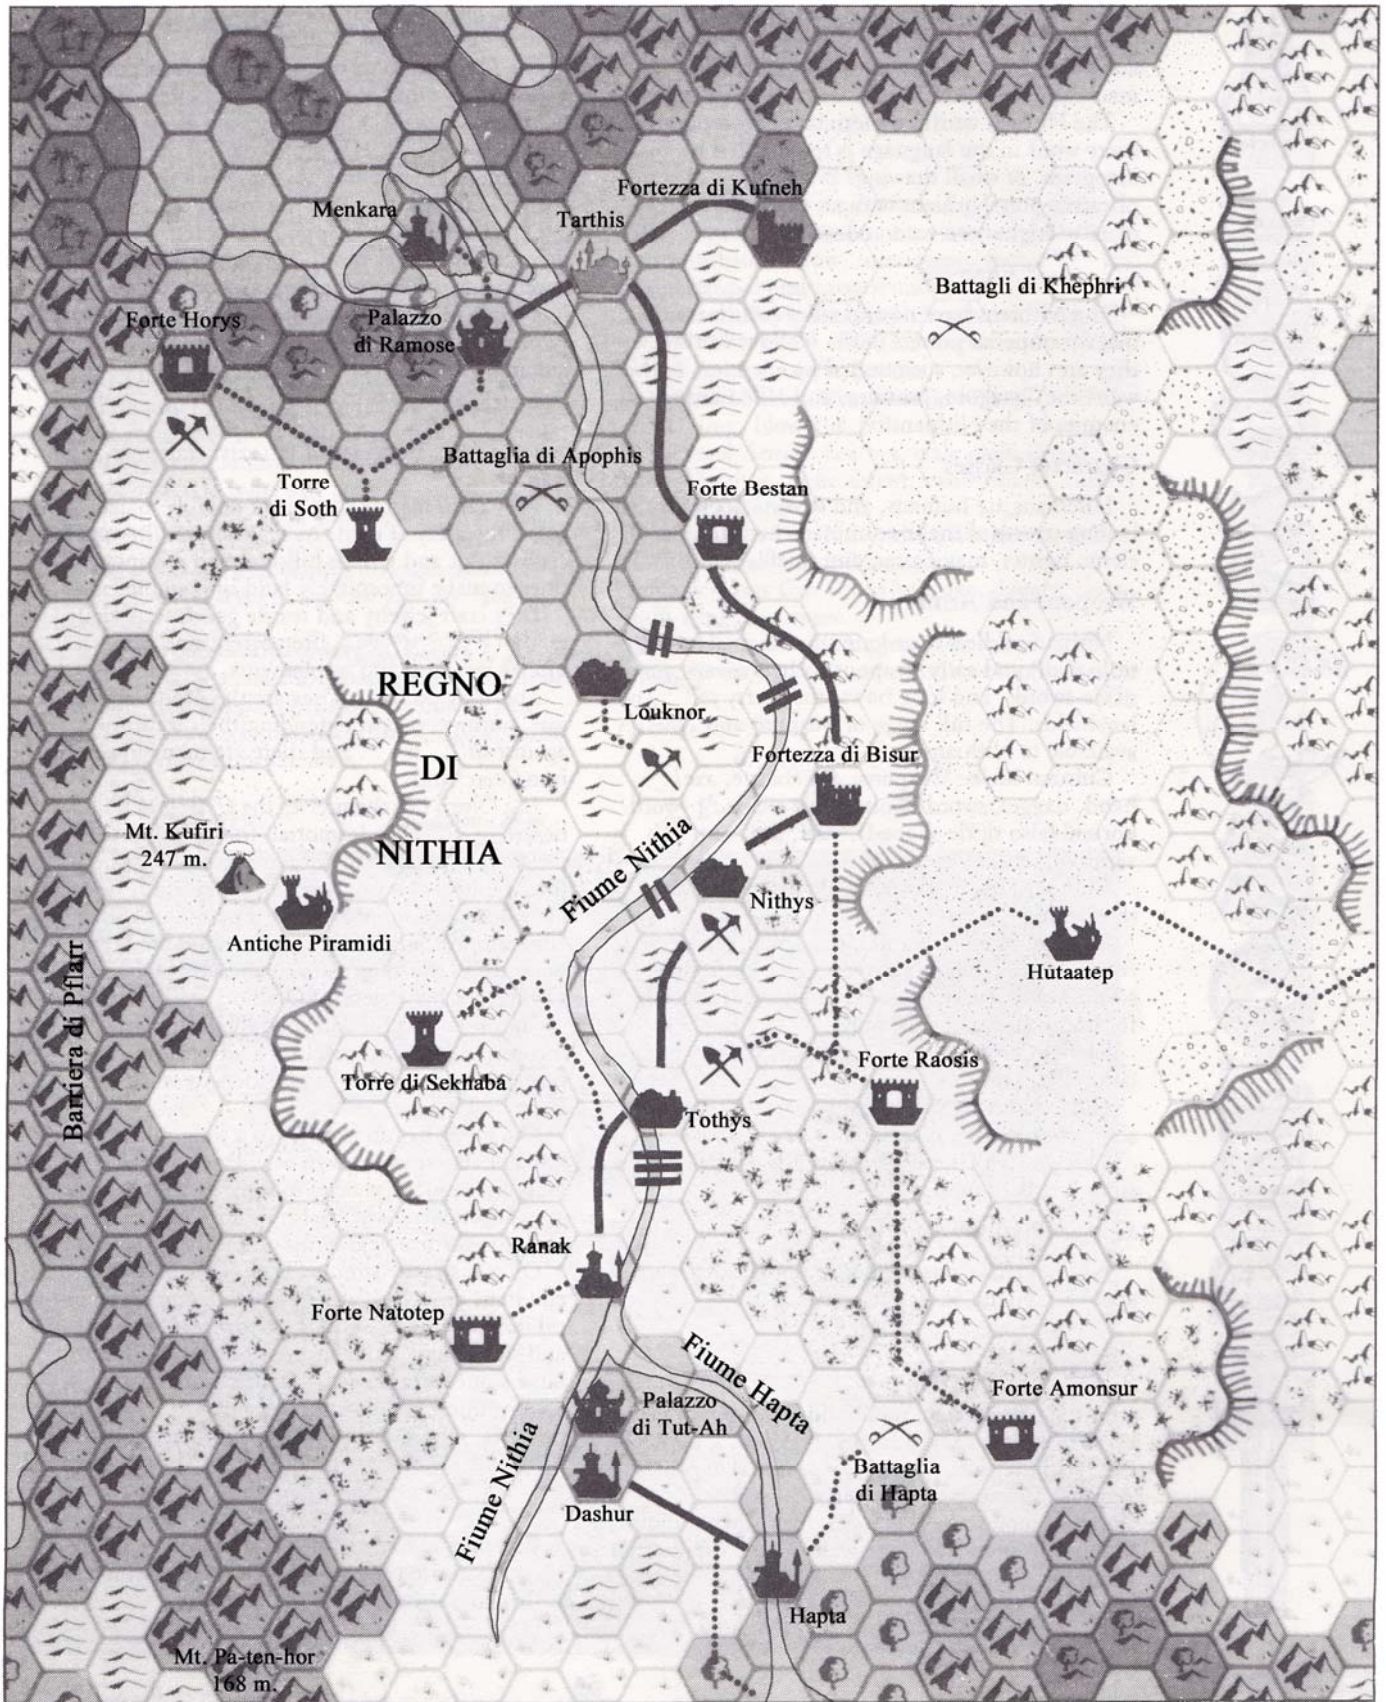 Fortezza di Kufneh
Menkara
Tarthis
Battagli di Khephri
Forte Horys
Palazzo
di Ramose
Battaglia di Apophis
Torre
di Soth
Forte Bestan
REGNO
DI
NITHIA
Louknor
Fortezza di Bisur
Mt. Kufiri
247 m.
Fiume Nithia
Nithys
Antiche Piramidi
Hutaatep
Barriera di Pflarr
Torre di Sekhaba
Forte Raosis
Tothys
Ranak
Forte Natotep
Fiume Hapta
Palazzo
di Tut-Ah
Forte Amonsur
Fiume Nithia
Battaglia
di Hapta
Dashur
Hapta
Mt. Pa-ten-hor
168 m.